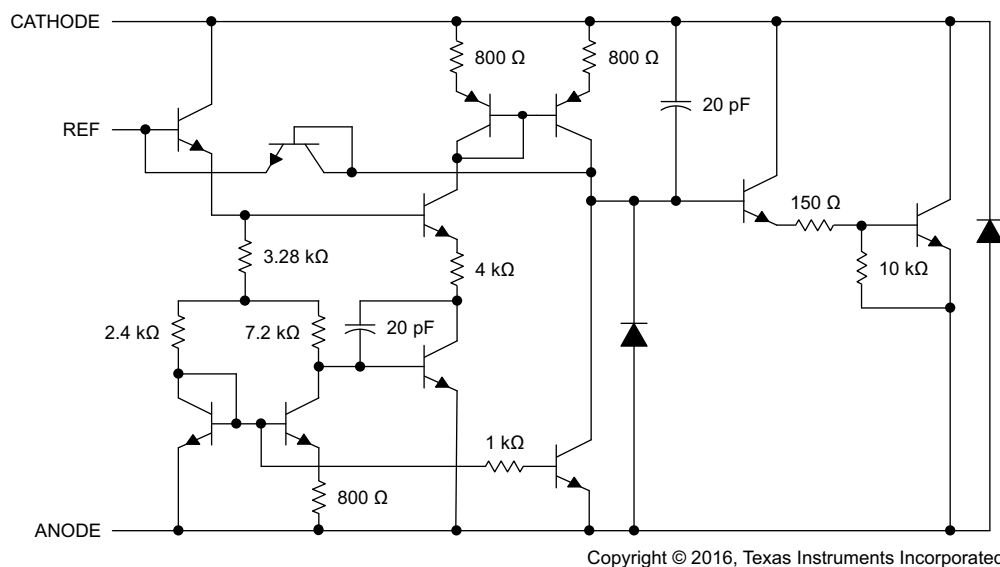 CATHODE
800 Ω
800 Ω
20 pF
REF
150 Ω
3.28 kΩ
4 kΩ
10 kΩ
2.4 kΩ
7.2 kΩ
20 pF
1 kΩ
800 Ω
ANODE
Copyright © 2016, Texas Instruments Incorporated